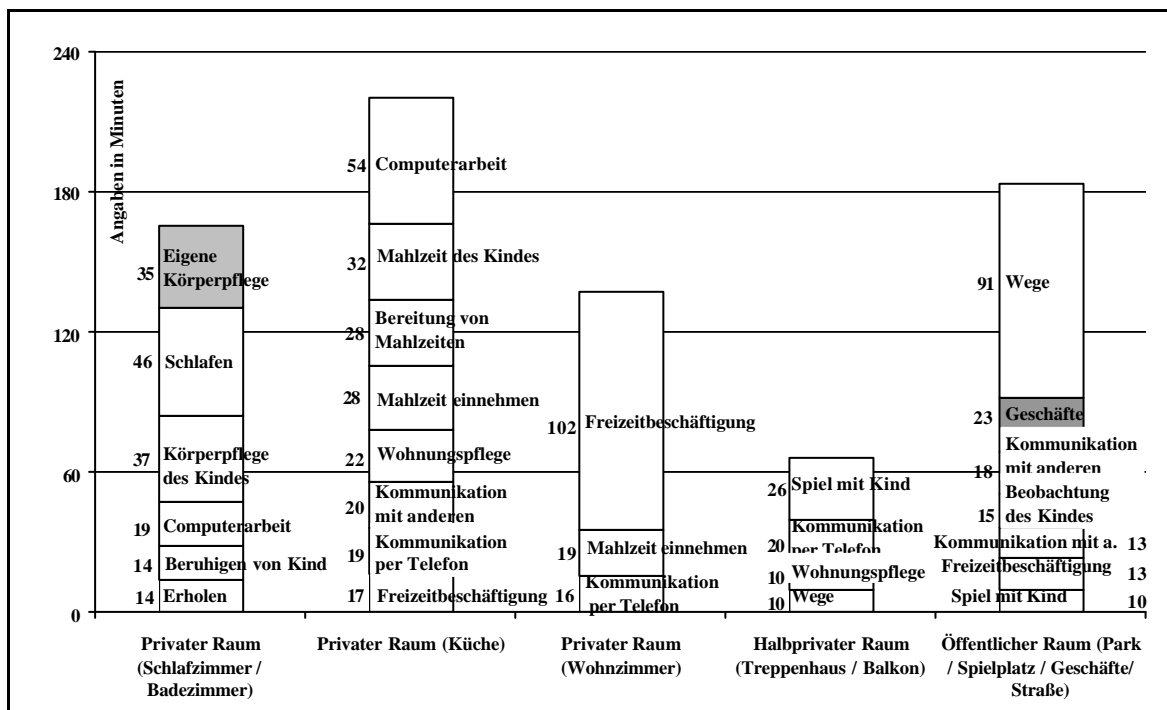 240
180
120
60
0
Angaben in Minuten
35 Eigene
Körperpflege
46 Schlafen
37 Körperpflege
des Kindes
19 Computerarbeit
14 Beruhigen von Kind
14 Erholen
Privater Raum
(Schlafzimmer /
Badezimmer)
54 Computerarbeit
32 Mahlzeit des Kindes
28 Bereitung von
Mahlzeiten
28 Mahlzeit einnehmen
22 Wohnungspflege
20 Kommunikation
mit anderen
19 Kommunikation
per Telefon
17 Freizeitbeschäftigung
Privater Raum (Küche)
102 Freizeitbeschäftigung
19 Mahlzeit einnehmen
16 Kommunikation
per Telefon
Privater Raum
(Wohnzimmer)
26 Spiel mit Kind
20 Kommunikation
per Telefon
10 Wohnungspflege
10 Wege
Halbprivater Raum
(Treppenhaus / Balkon)
91 Wege
23 Geschäfte
18 Kommunikation
mit anderen
15 Beobachtung
des Kindes
Kommunikation mit a. 13
Freizeitbeschäftigung 13
Spiel mit Kind 10
Öffentlicher Raum (Park
/ Spielplatz / Geschäfte/
Straße)